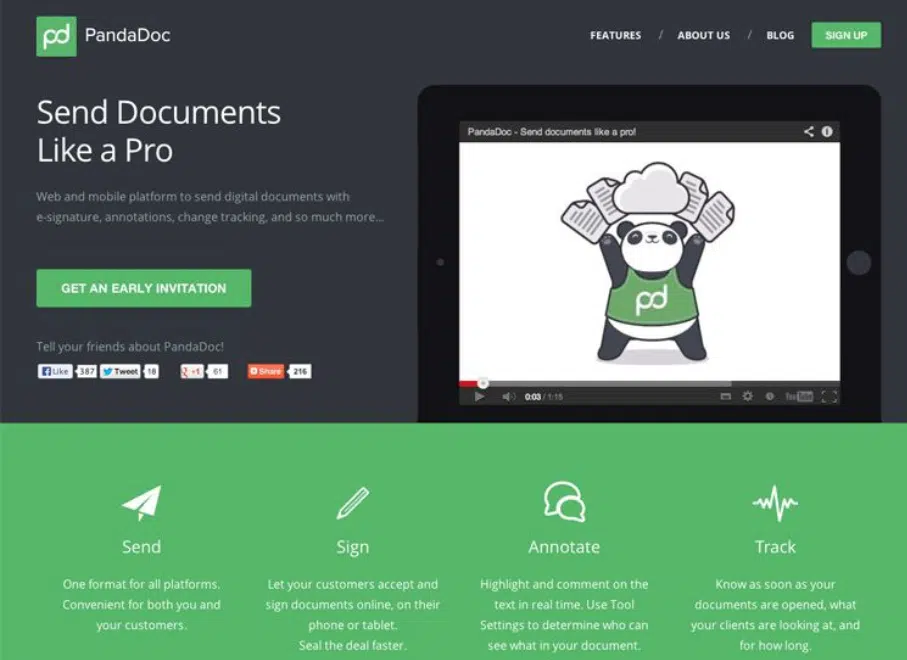 pd PandaDoc
FEATURES / ABOUT US / BLOG SIGN UP
Send Documents
Like a Pro
Web and mobile platform to send digital documents with
e-signature, annotations, change tracking, and so much more...
GET AN EARLY INVITATION
Tell your friends about PandaDoc!
Like 387 Tweet 18 +1 61 Share 216
PandaDoc - Send documents like a pro!
pd
0:03 / 1:15 YouTube
Send
One format for all platforms.
Convenient for both you and
your customers.
Sign
Let your customers accept and
sign documents online, on their
phone or tablet.
Seal the deal faster.
Annotate
Highlight and comment on the
text in real time. Use Tool
Settings to determine who can
see what in your document.
Track
Know as soon as your
documents are opened, what
your clients are looking at, and
for how long.